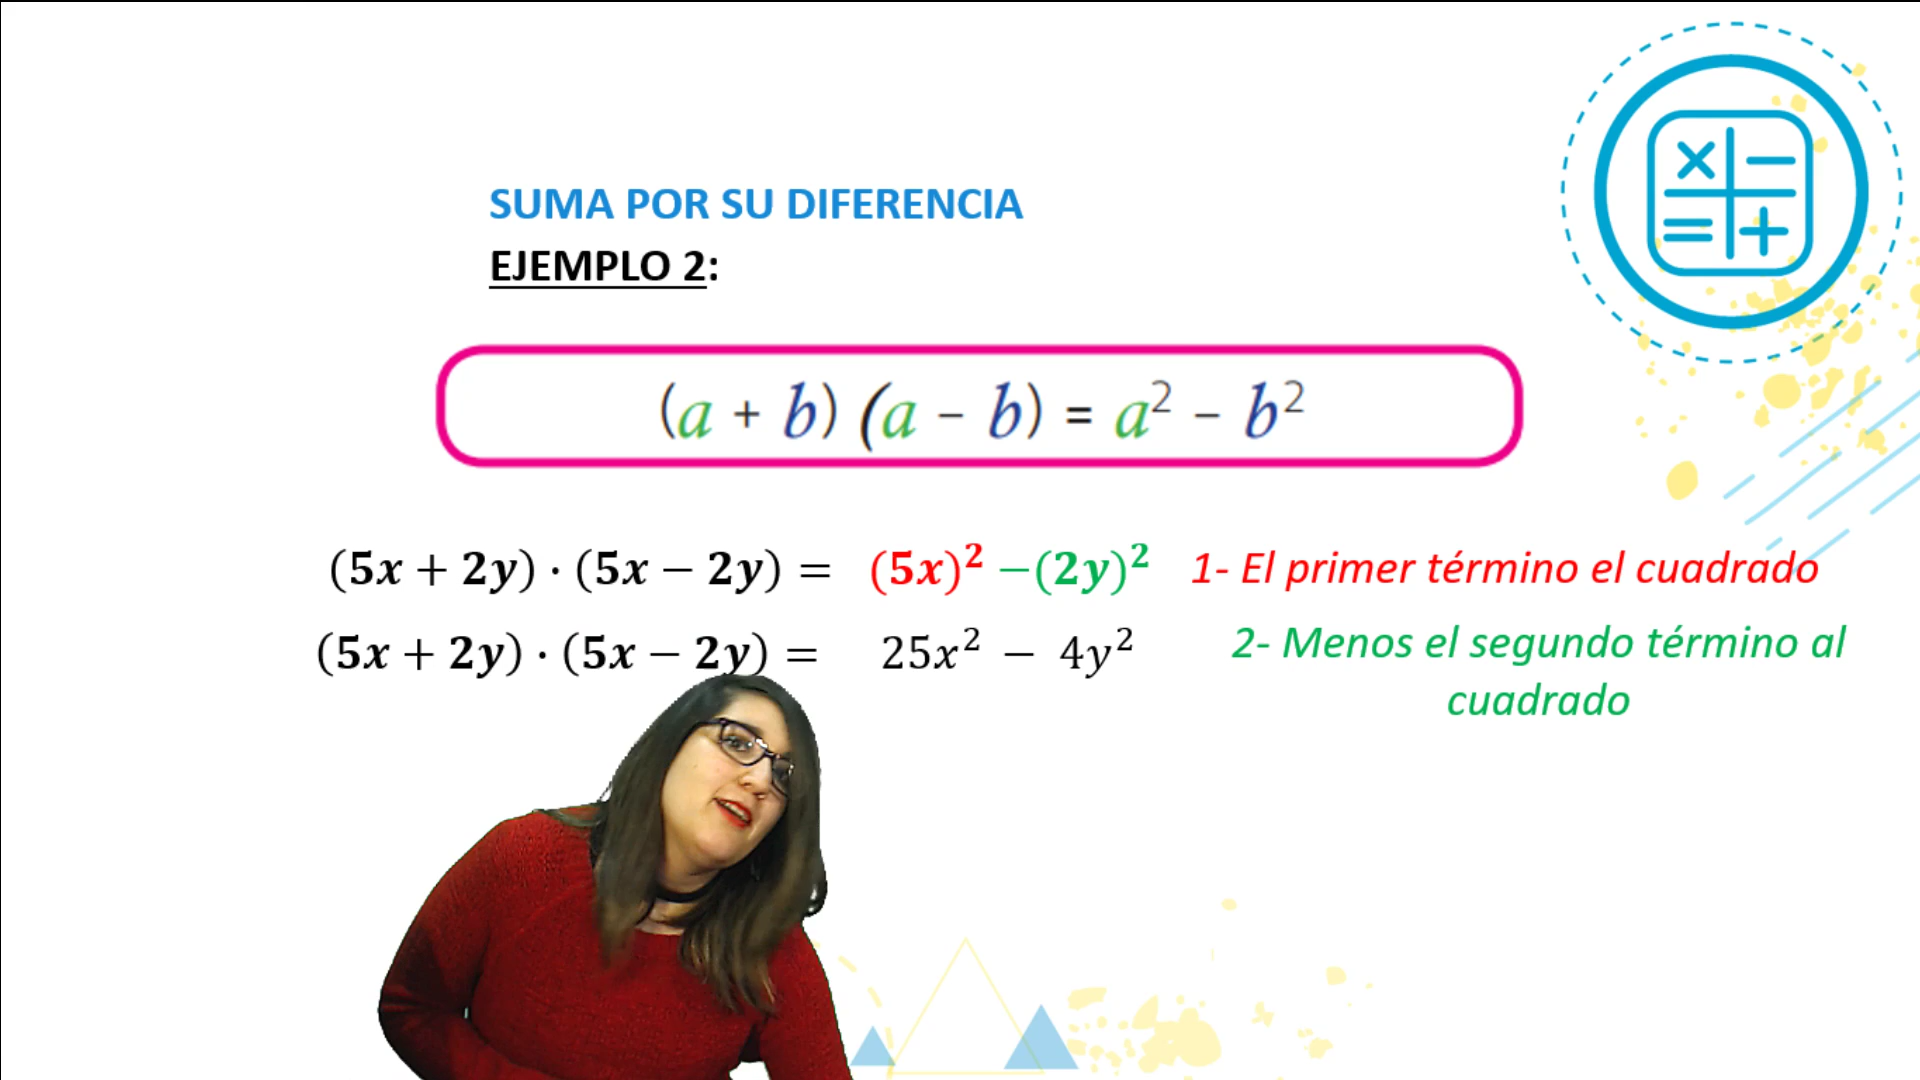 SUMA POR SU DIFERENCIA
EJEMPLO 2:
(a + b) (a − b) = a² − b²
(5x + 2y) · (5x − 2y) = (5x)² −(2y)² 1- El primer término el cuadrado
(5x + 2y) · (5x − 2y) = 25x² − 4y² 2- Menos el segundo término al
cuadrado